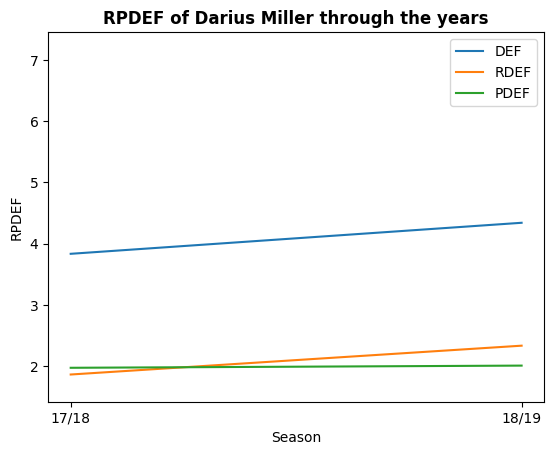 RPDEF of Darius Miller through the years
DEF
RDEF
PDEF
7
6
5
4
3
2
RPDEF
17/18
18/19
Season